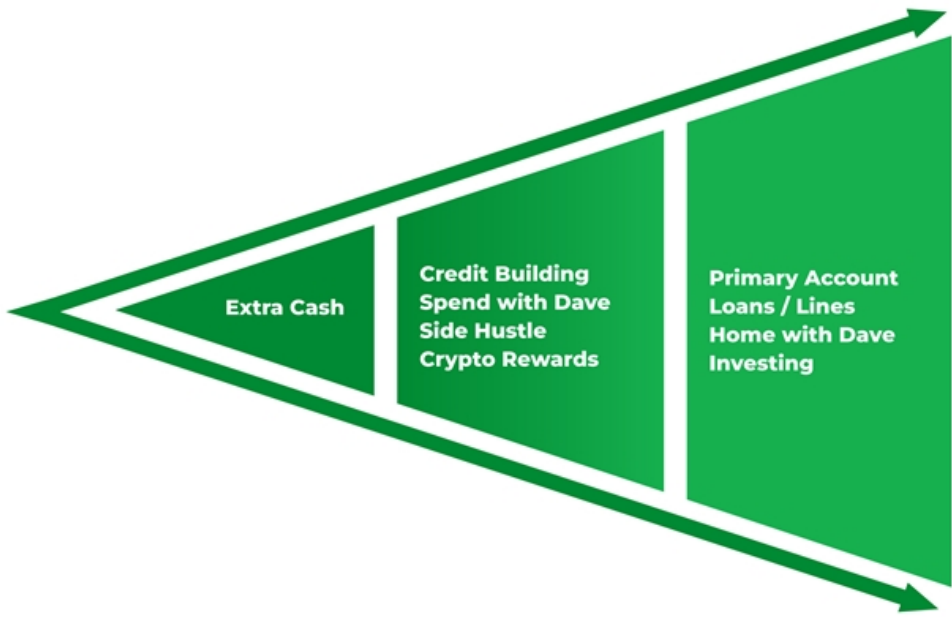 Extra Cash
Credit Building
Spend with Dave
Side Hustle
Crypto Rewards
Primary Account
Loans / Lines
Home with Dave
Investing